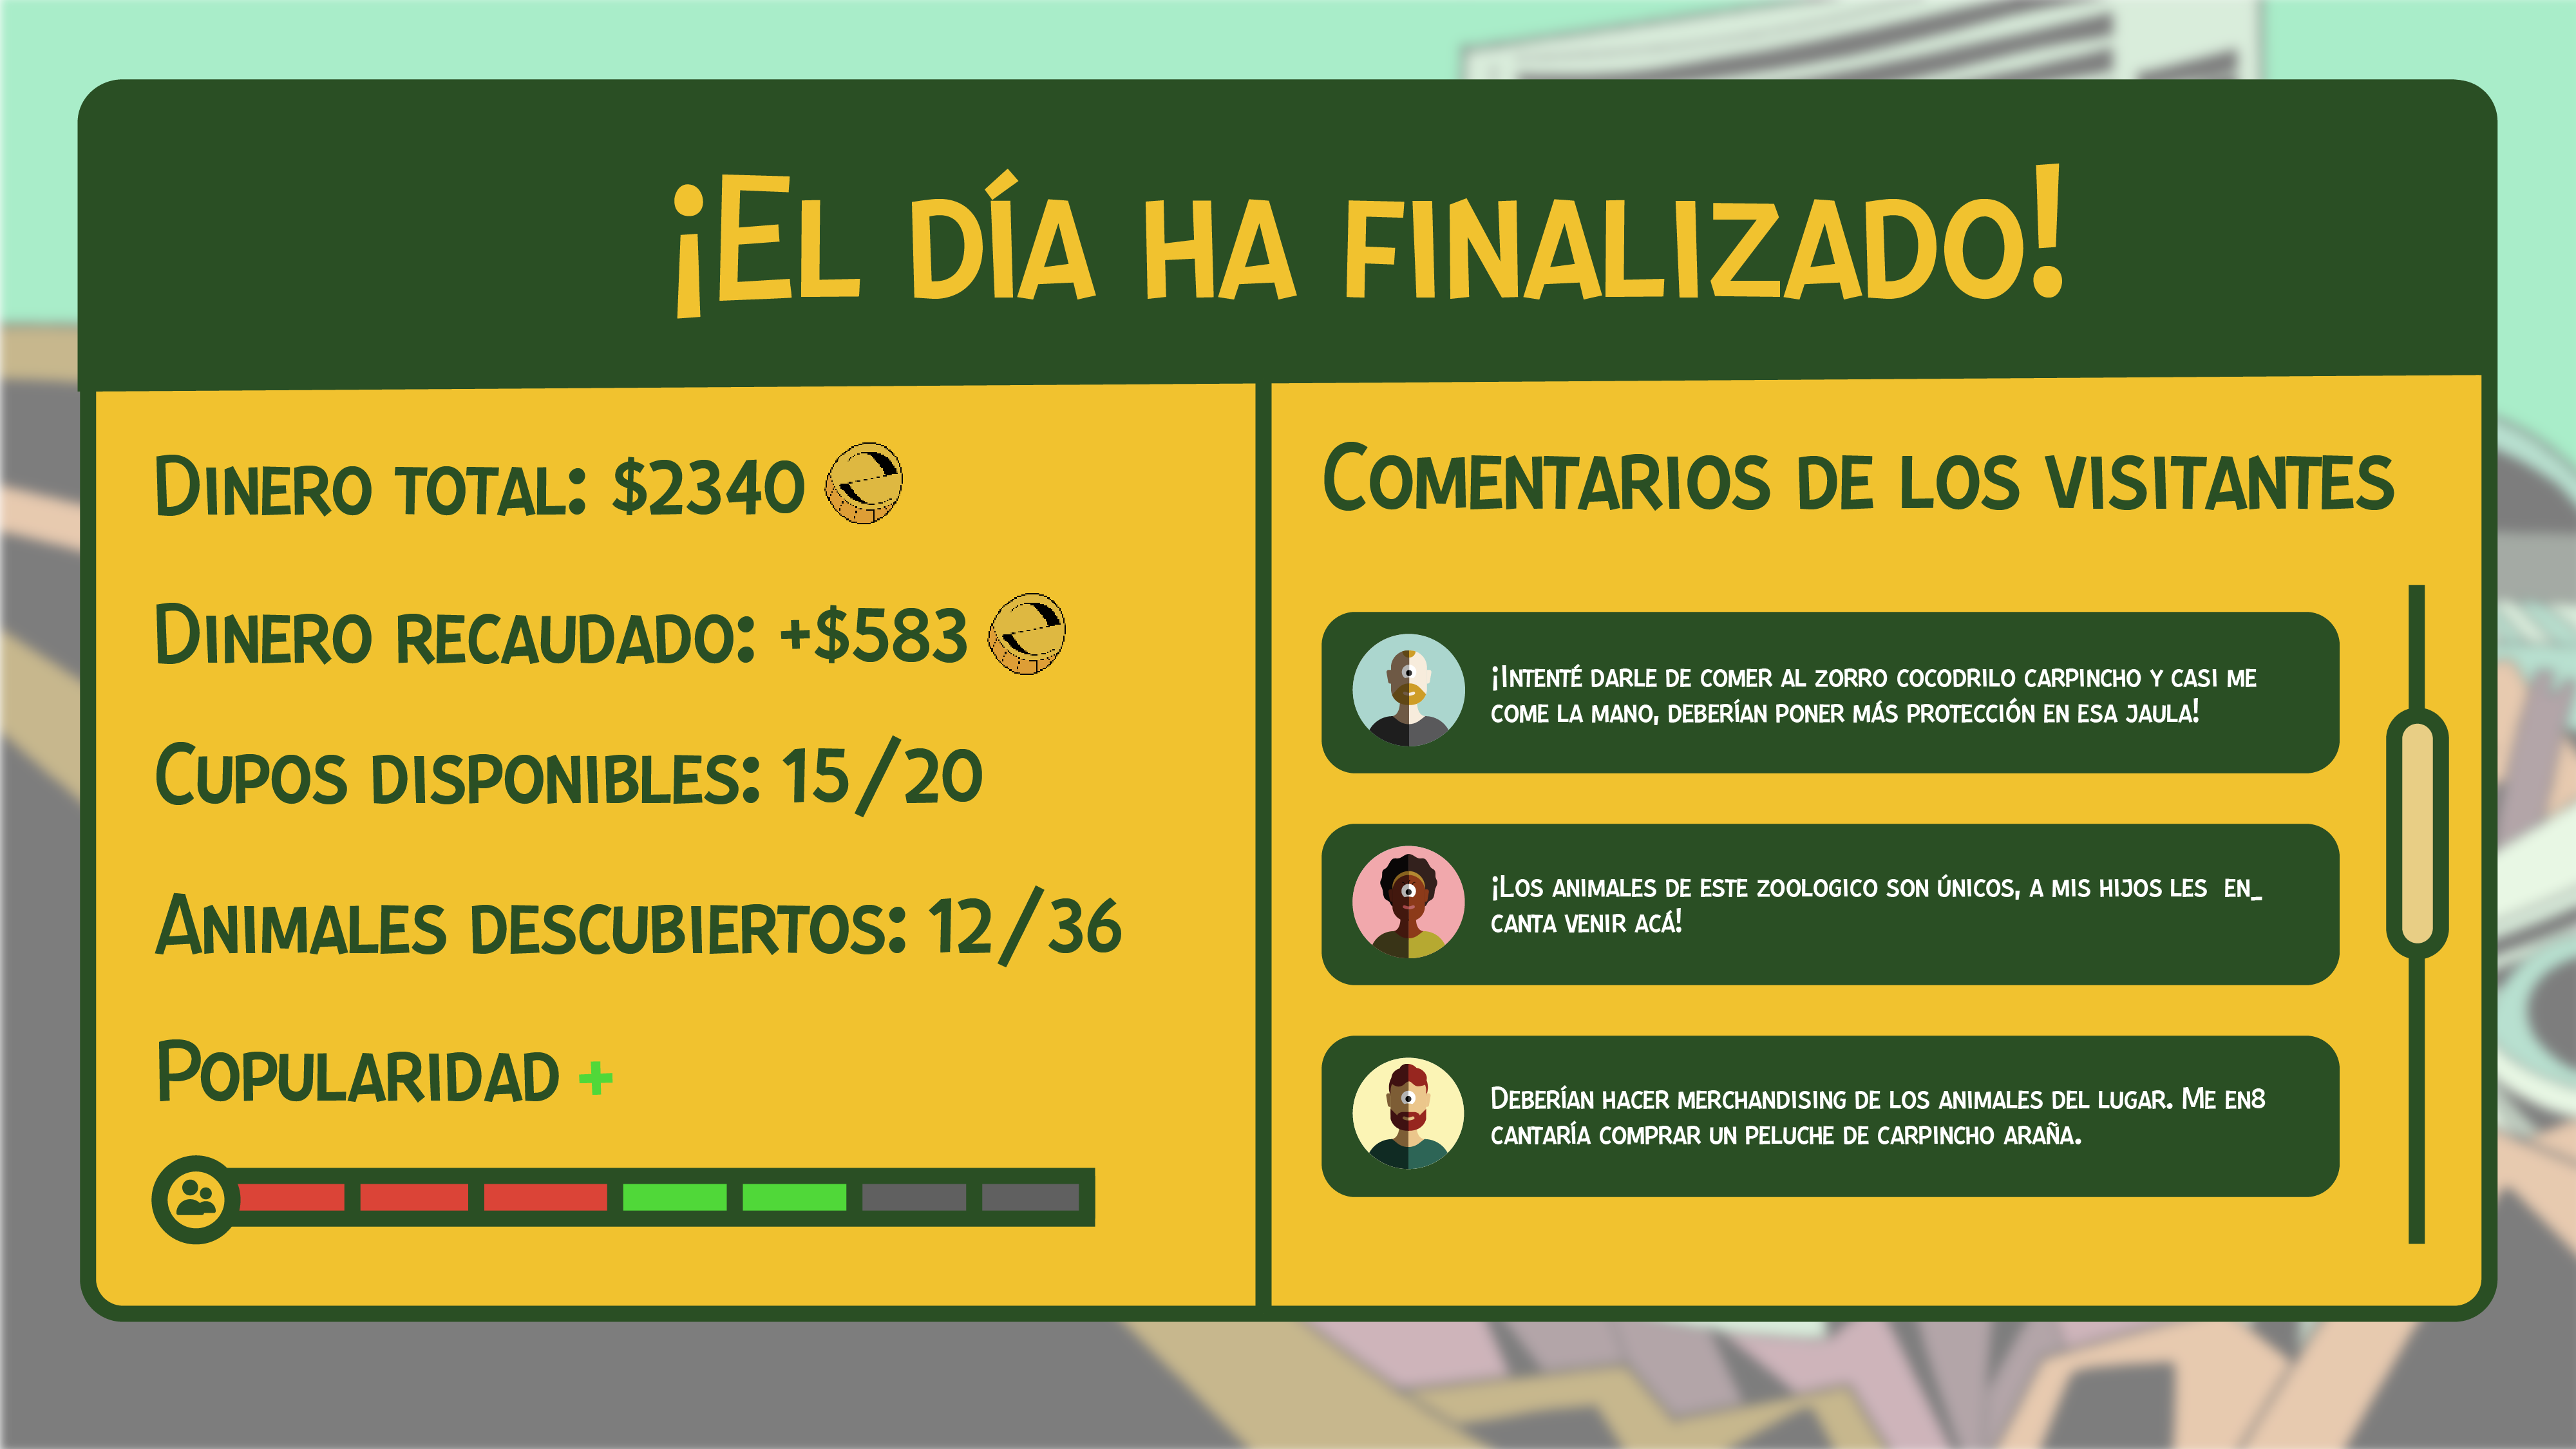 ¡El día ha finalizado!
Dinero total: $2340
Dinero recaudado: +$583
Cupos disponibles: 15/20
Animales descubiertos: 12/36
Popularidad +
Comentarios de los visitantes
¡Intenté darle de comer al zorro cocodrilo carpincho y casi me
come la mano, deberían poner más protección en esa jaula!
¡Los animales de este zoologico son únicos, a mis hijos les en_
canta venir acá!
Deberían hacer merchandising de los animales del lugar. Me en8
cantaría comprar un peluche de carpincho araña.